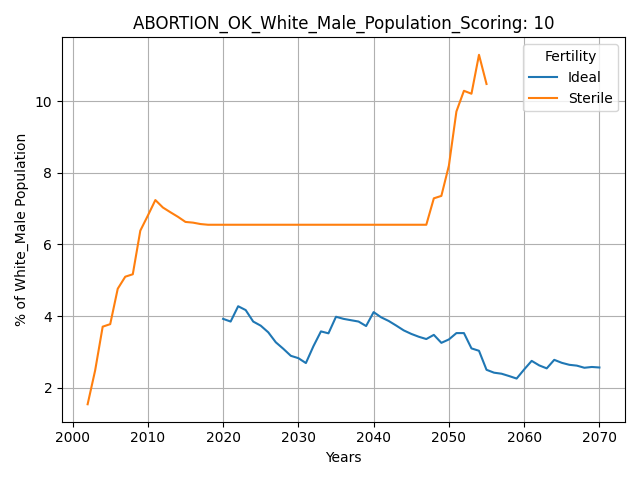 ABORTION_OK_White_Male_Population_Scoring: 10
Fertility
Ideal
Sterile
% of White_Male Population
10
8
6
4
2
2000 2010 2020 2030 2040 2050 2060 2070
Years